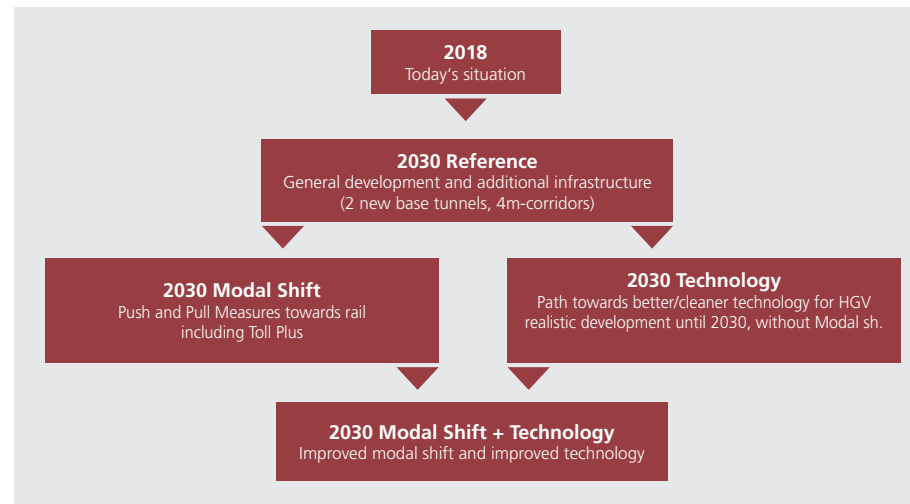 2018
Today's situation
2030 Reference
General development and additional infrastructure
(2 new base tunnels, 4m-corridors)
2030 Modal Shift
Push and Pull Measures towards rail
including Toll Plus
2030 Technology
Path towards better/cleaner technology for HGV
realistic development until 2030, without Modal sh.
2030 Modal Shift + Technology
Improved modal shift and improved technology